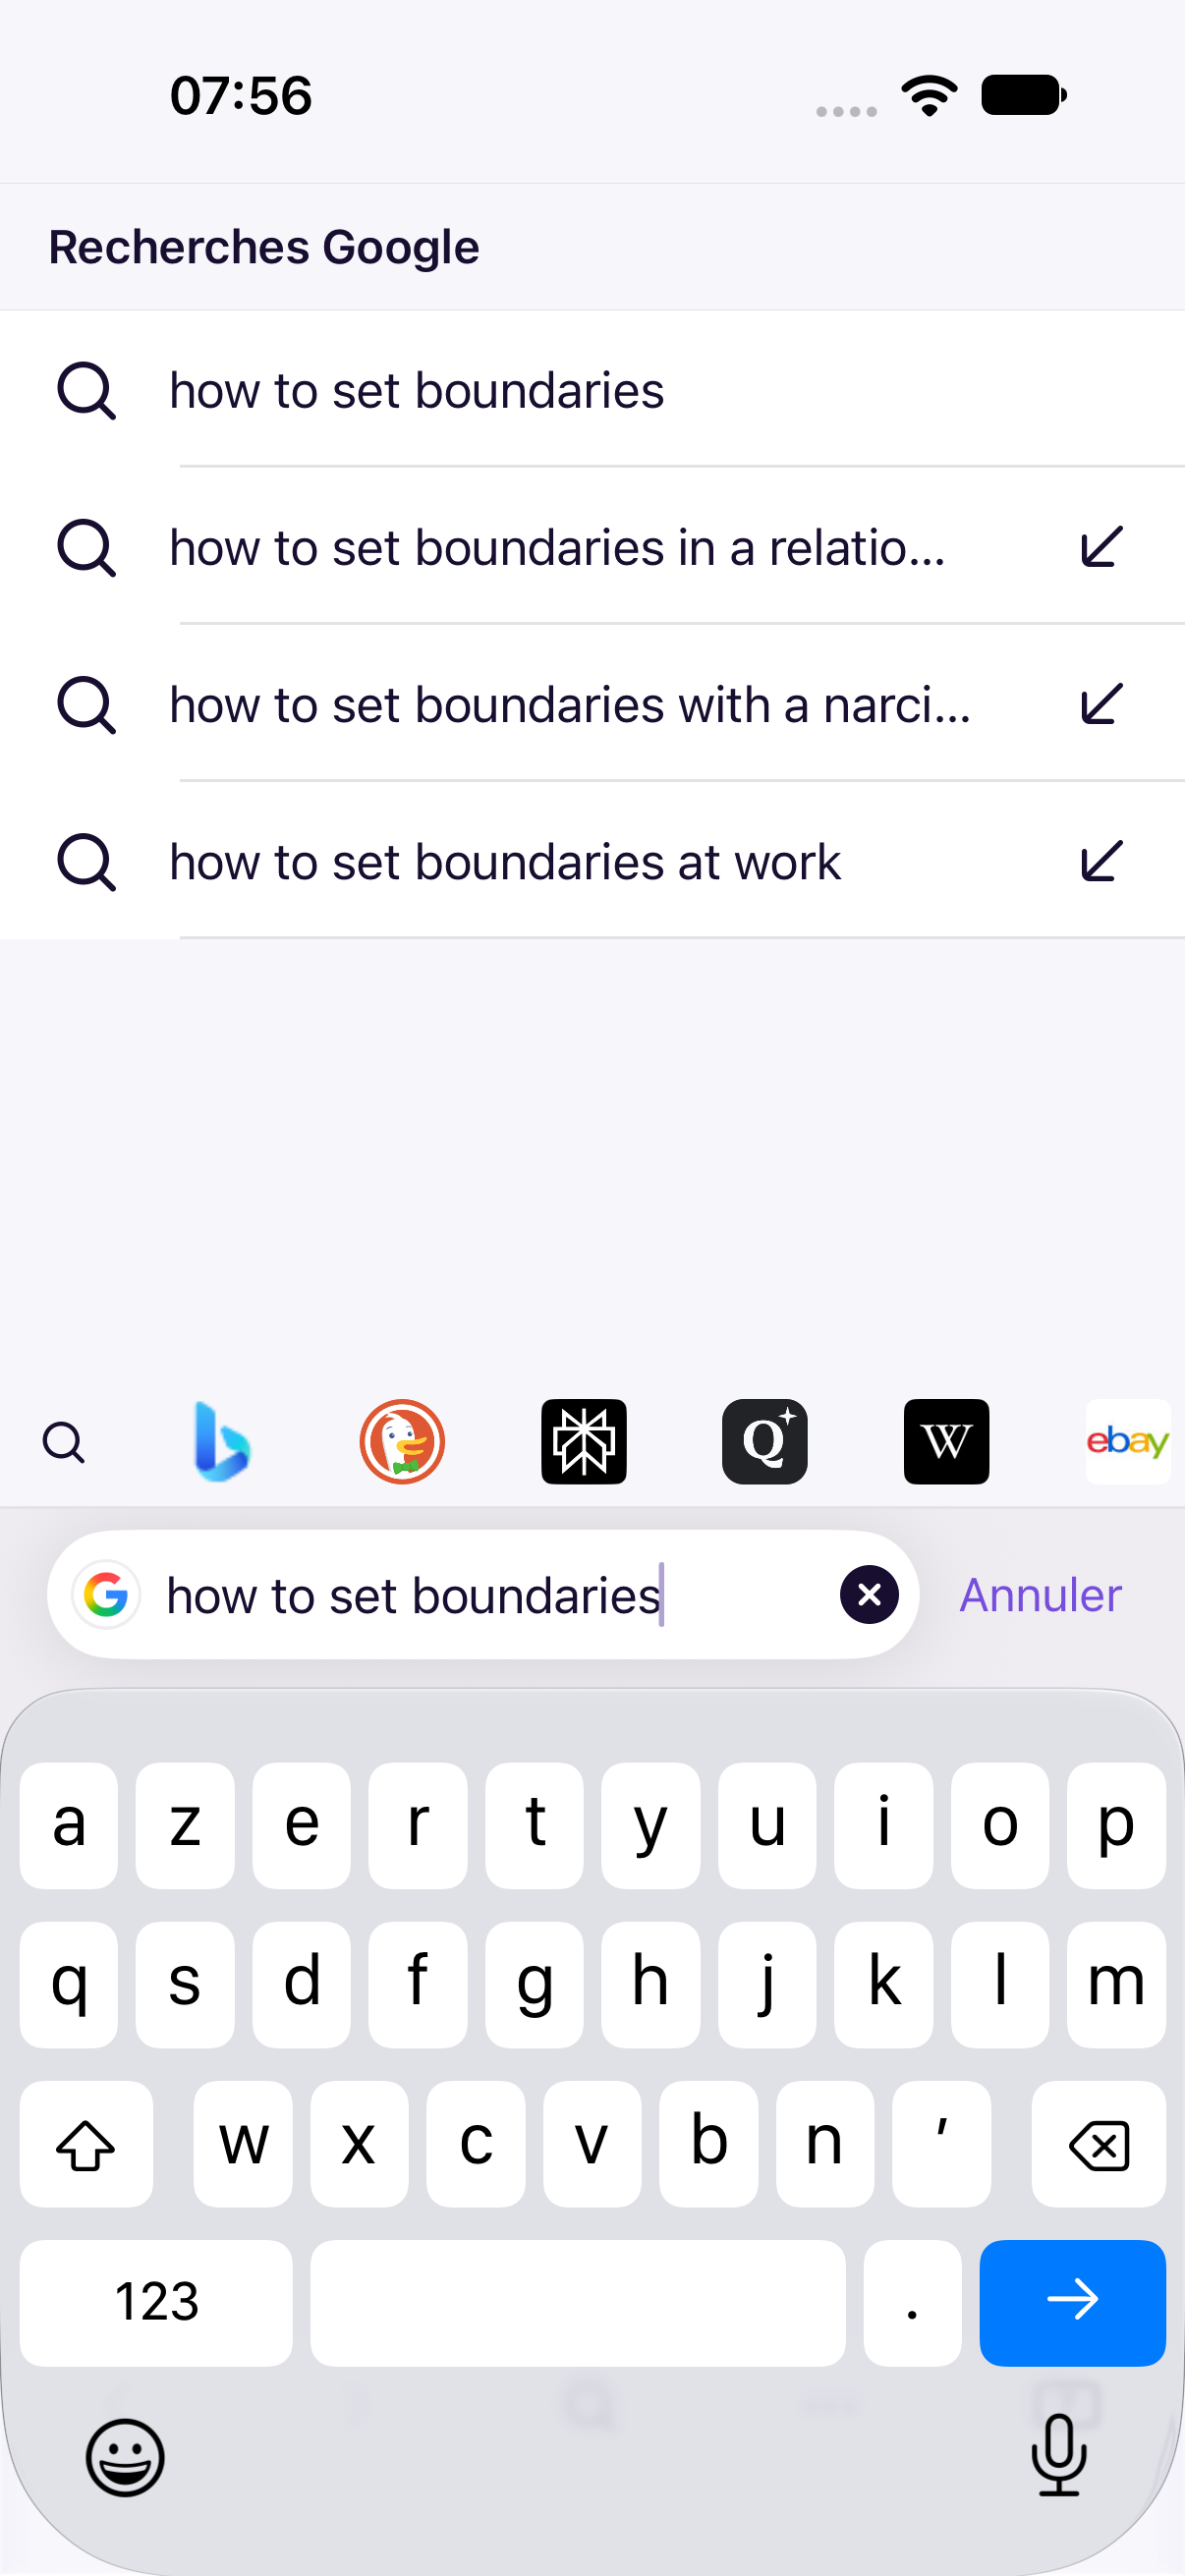 07:56
Recherches Google
how to set boundaries
how to set boundaries in a relatio...
how to set boundaries with a narci...
how to set boundaries at work
Q W ebay
G how to set boundaries Annuler
a z e r t y u i o p
q s d f g h j k l m
w x c v b n '
123 .